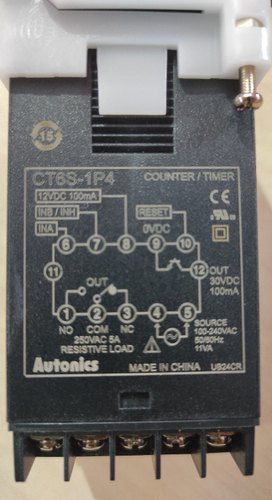 CT6S-1P4 COUNTER / TIMER
12VDC 100mA
INB / INH RESET
INA 0VDC
6 7 8 9 10
11 12 OUT
30VDC
100mA
OUT
1 2 3 4 5
NO COM NC SOURCE
250VAC 5A 100-240VAC
RESISTIVE LOAD 50/60Hz
11VA
Autonics MADE IN CHINA U924CR
CE